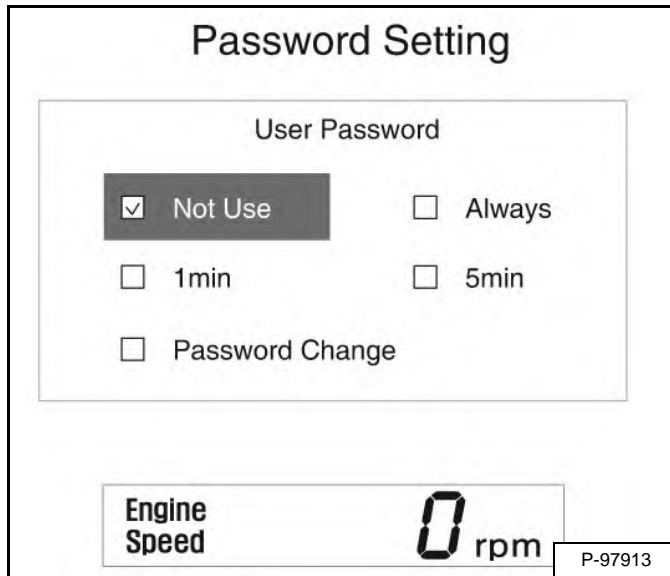 Password Setting
User Password
Not Use Always
1min 5min
Password Change
Engine
Speed 0 rpm
P-97913